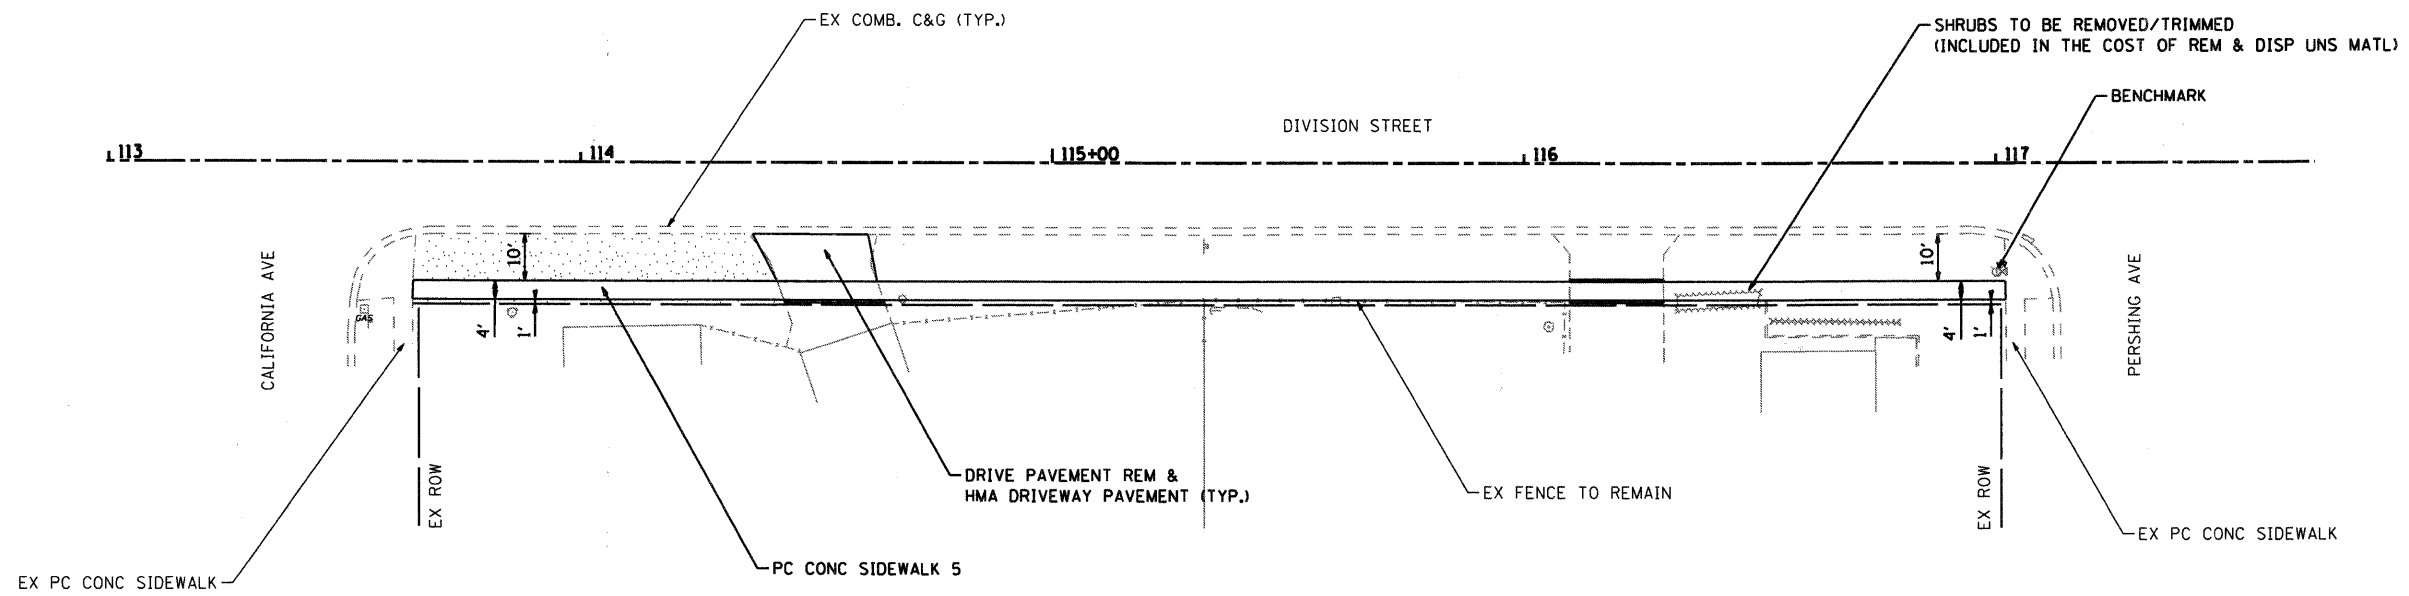 EX COMB. C&G (TYP.)
SHRUBS TO BE REMOVED/TRIMMED
(INCLUDED IN THE COST OF REM & DISP UNS MATL)
BENCHMARK
DIVISION STREET
113
114
115+00
116
117
10'
10'
CALIFORNIA AVE
PERSHING AVE
GAS
4'
1'
4'
1'
EX ROW
EX ROW
DRIVE PAVEMENT REM &
HMA DRIVEWAY PAVEMENT (TYP.)
EX FENCE TO REMAIN
EX PC CONC SIDEWALK
PC CONC SIDEWALK 5
EX PC CONC SIDEWALK